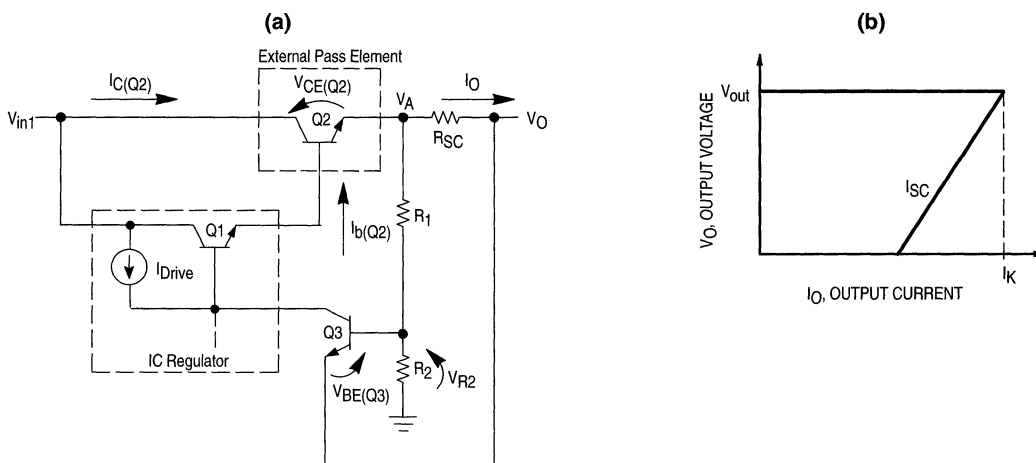 (a)
External Pass Element
IC(Q2)
VCE(Q2)
IO
Vin1
Q2
VA
RSC
VO
Q1
Ib(Q2)
R1
IDrive
Q3
IC Regulator
VBE(Q3)
R2
VR2
(b)
VO, OUTPUT VOLTAGE
Vout
ISC
IK
IO, OUTPUT CURRENT